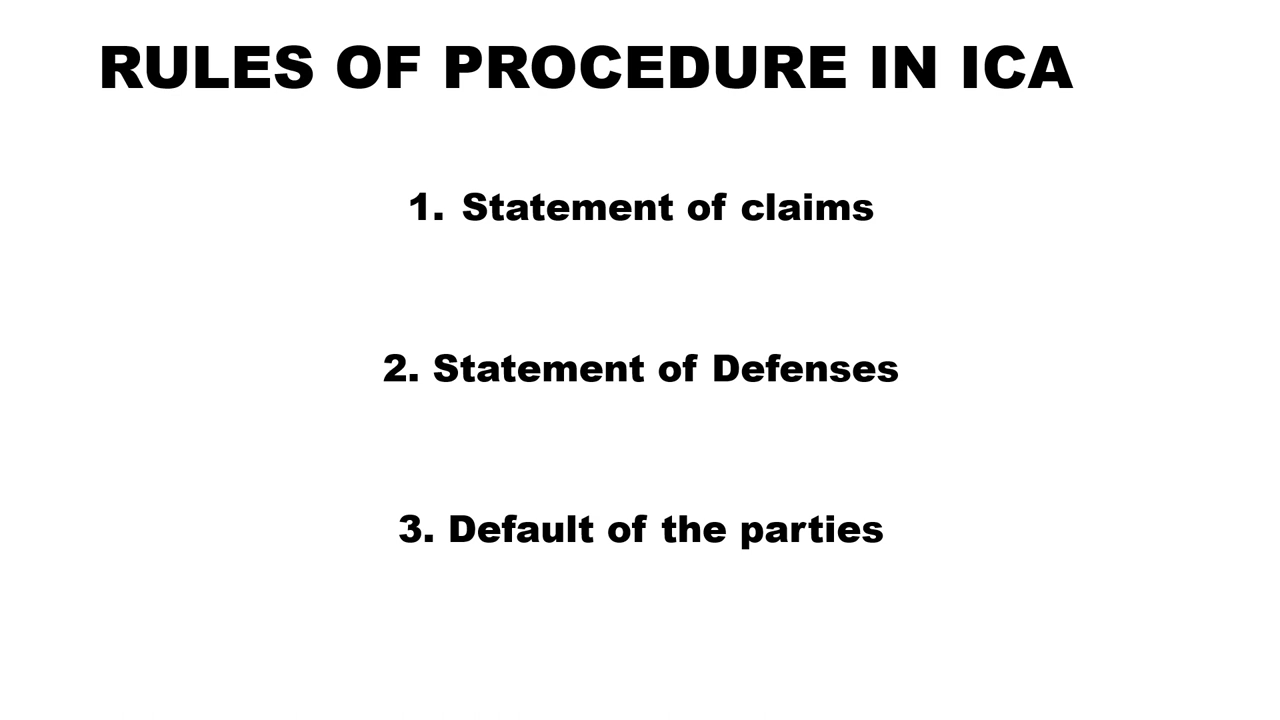 RULES OF PROCEDURE IN ICA
1. Statement of claims
2. Statement of Defenses
3. Default of the parties